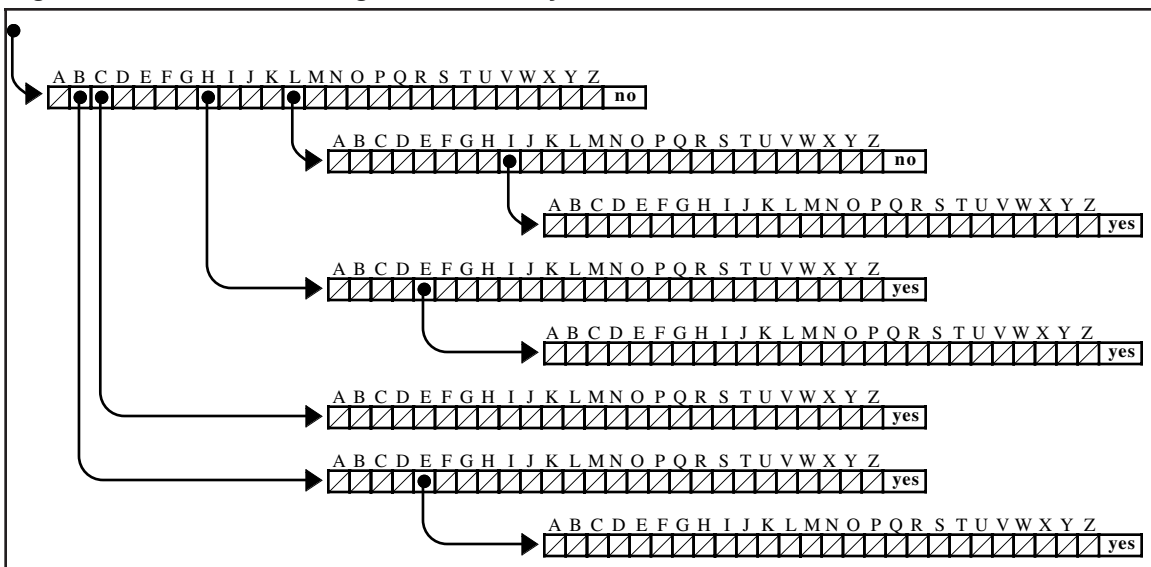 A B C D E F G H I J K L M N O P Q R S T U V W X Y Z
no
A B C D E F G H I J K L M N O P Q R S T U V W X Y Z
no
A B C D E F G H I J K L M N O P Q R S T U V W X Y Z
yes
A B C D E F G H I J K L M N O P Q R S T U V W X Y Z
yes
A B C D E F G H I J K L M N O P Q R S T U V W X Y Z
yes
A B C D E F G H I J K L M N O P Q R S T U V W X Y Z
yes
A B C D E F G H I J K L M N O P Q R S T U V W X Y Z
yes
A B C D E F G H I J K L M N O P Q R S T U V W X Y Z
yes